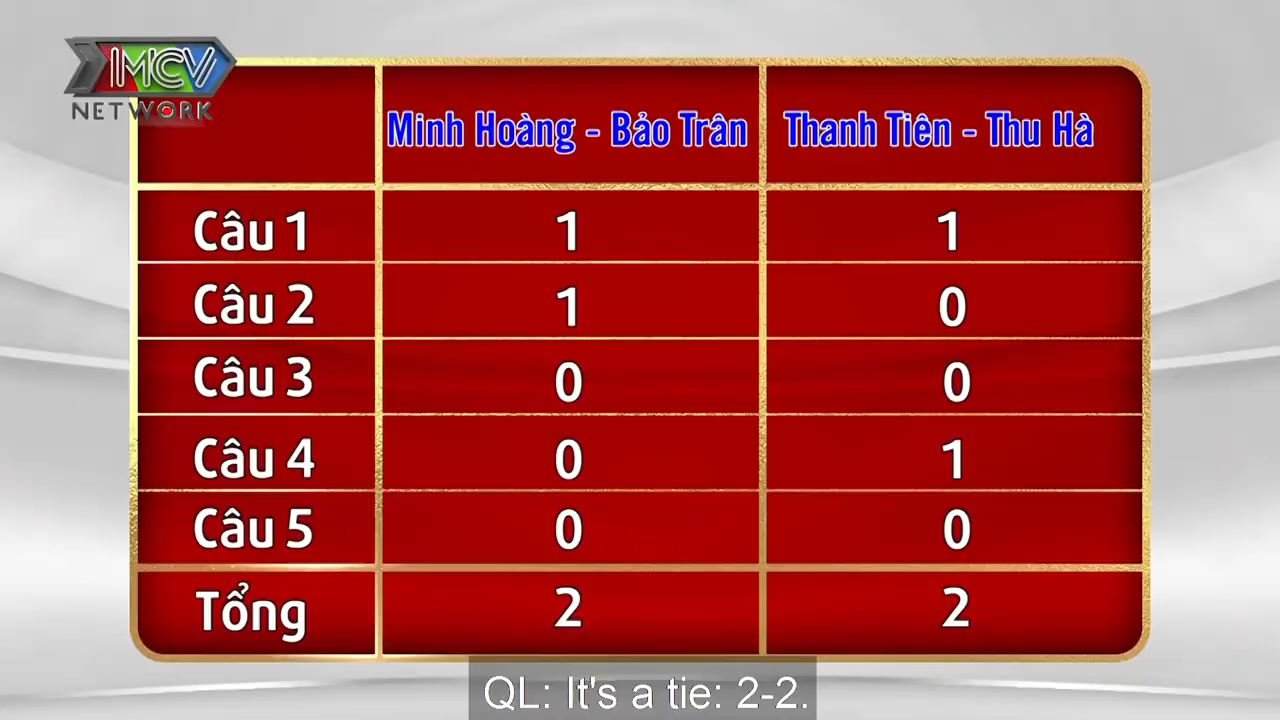 MCV
NETWORK
Minh Hoàng - Bảo Trân Thanh Tiên - Thu Hà
Câu 1 1 1
Câu 2 1 0
Câu 3 0 0
Câu 4 0 1
Câu 5 0 0
Tổng 2 2
QL: It's a tie: 2-2.